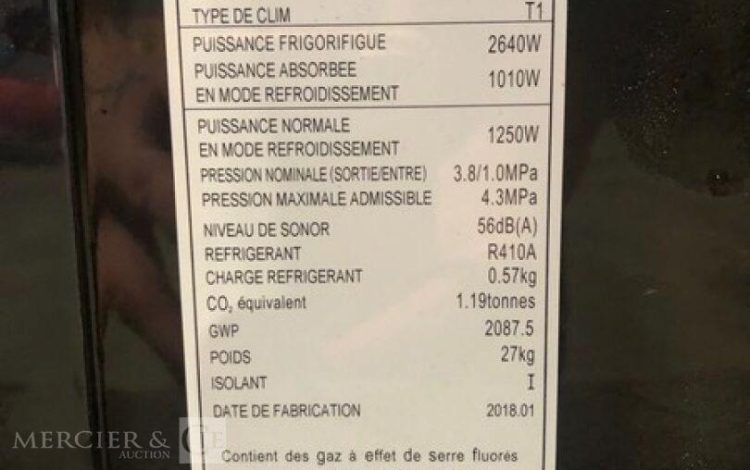 TYPE DE CLIM T1
PUISSANCE FRIGORIFIGUE 2640W
PUISSANCE ABSORBEE
EN MODE REFROIDISSEMENT 1010W
PUISSANCE NORMALE
EN MODE REFROIDISSEMENT 1250W
PRESSION NOMINALE (SORTIE/ENTRE) 3.8/1.0MPa
PRESSION MAXIMALE ADMISSIBLE 4.3MPa
NIVEAU DE SONOR 56dB(A)
REFRIGERANT R410A
CHARGE REFRIGERANT 0.57kg
CO₂ équivalent 1.19tonnes
GWP 2087.5
POIDS 27kg
ISOLANT I
DATE DE FABRICATION 2018.01
MERCIER & CIE
AUCTION
Contient des gaz à effet de serre fluorés